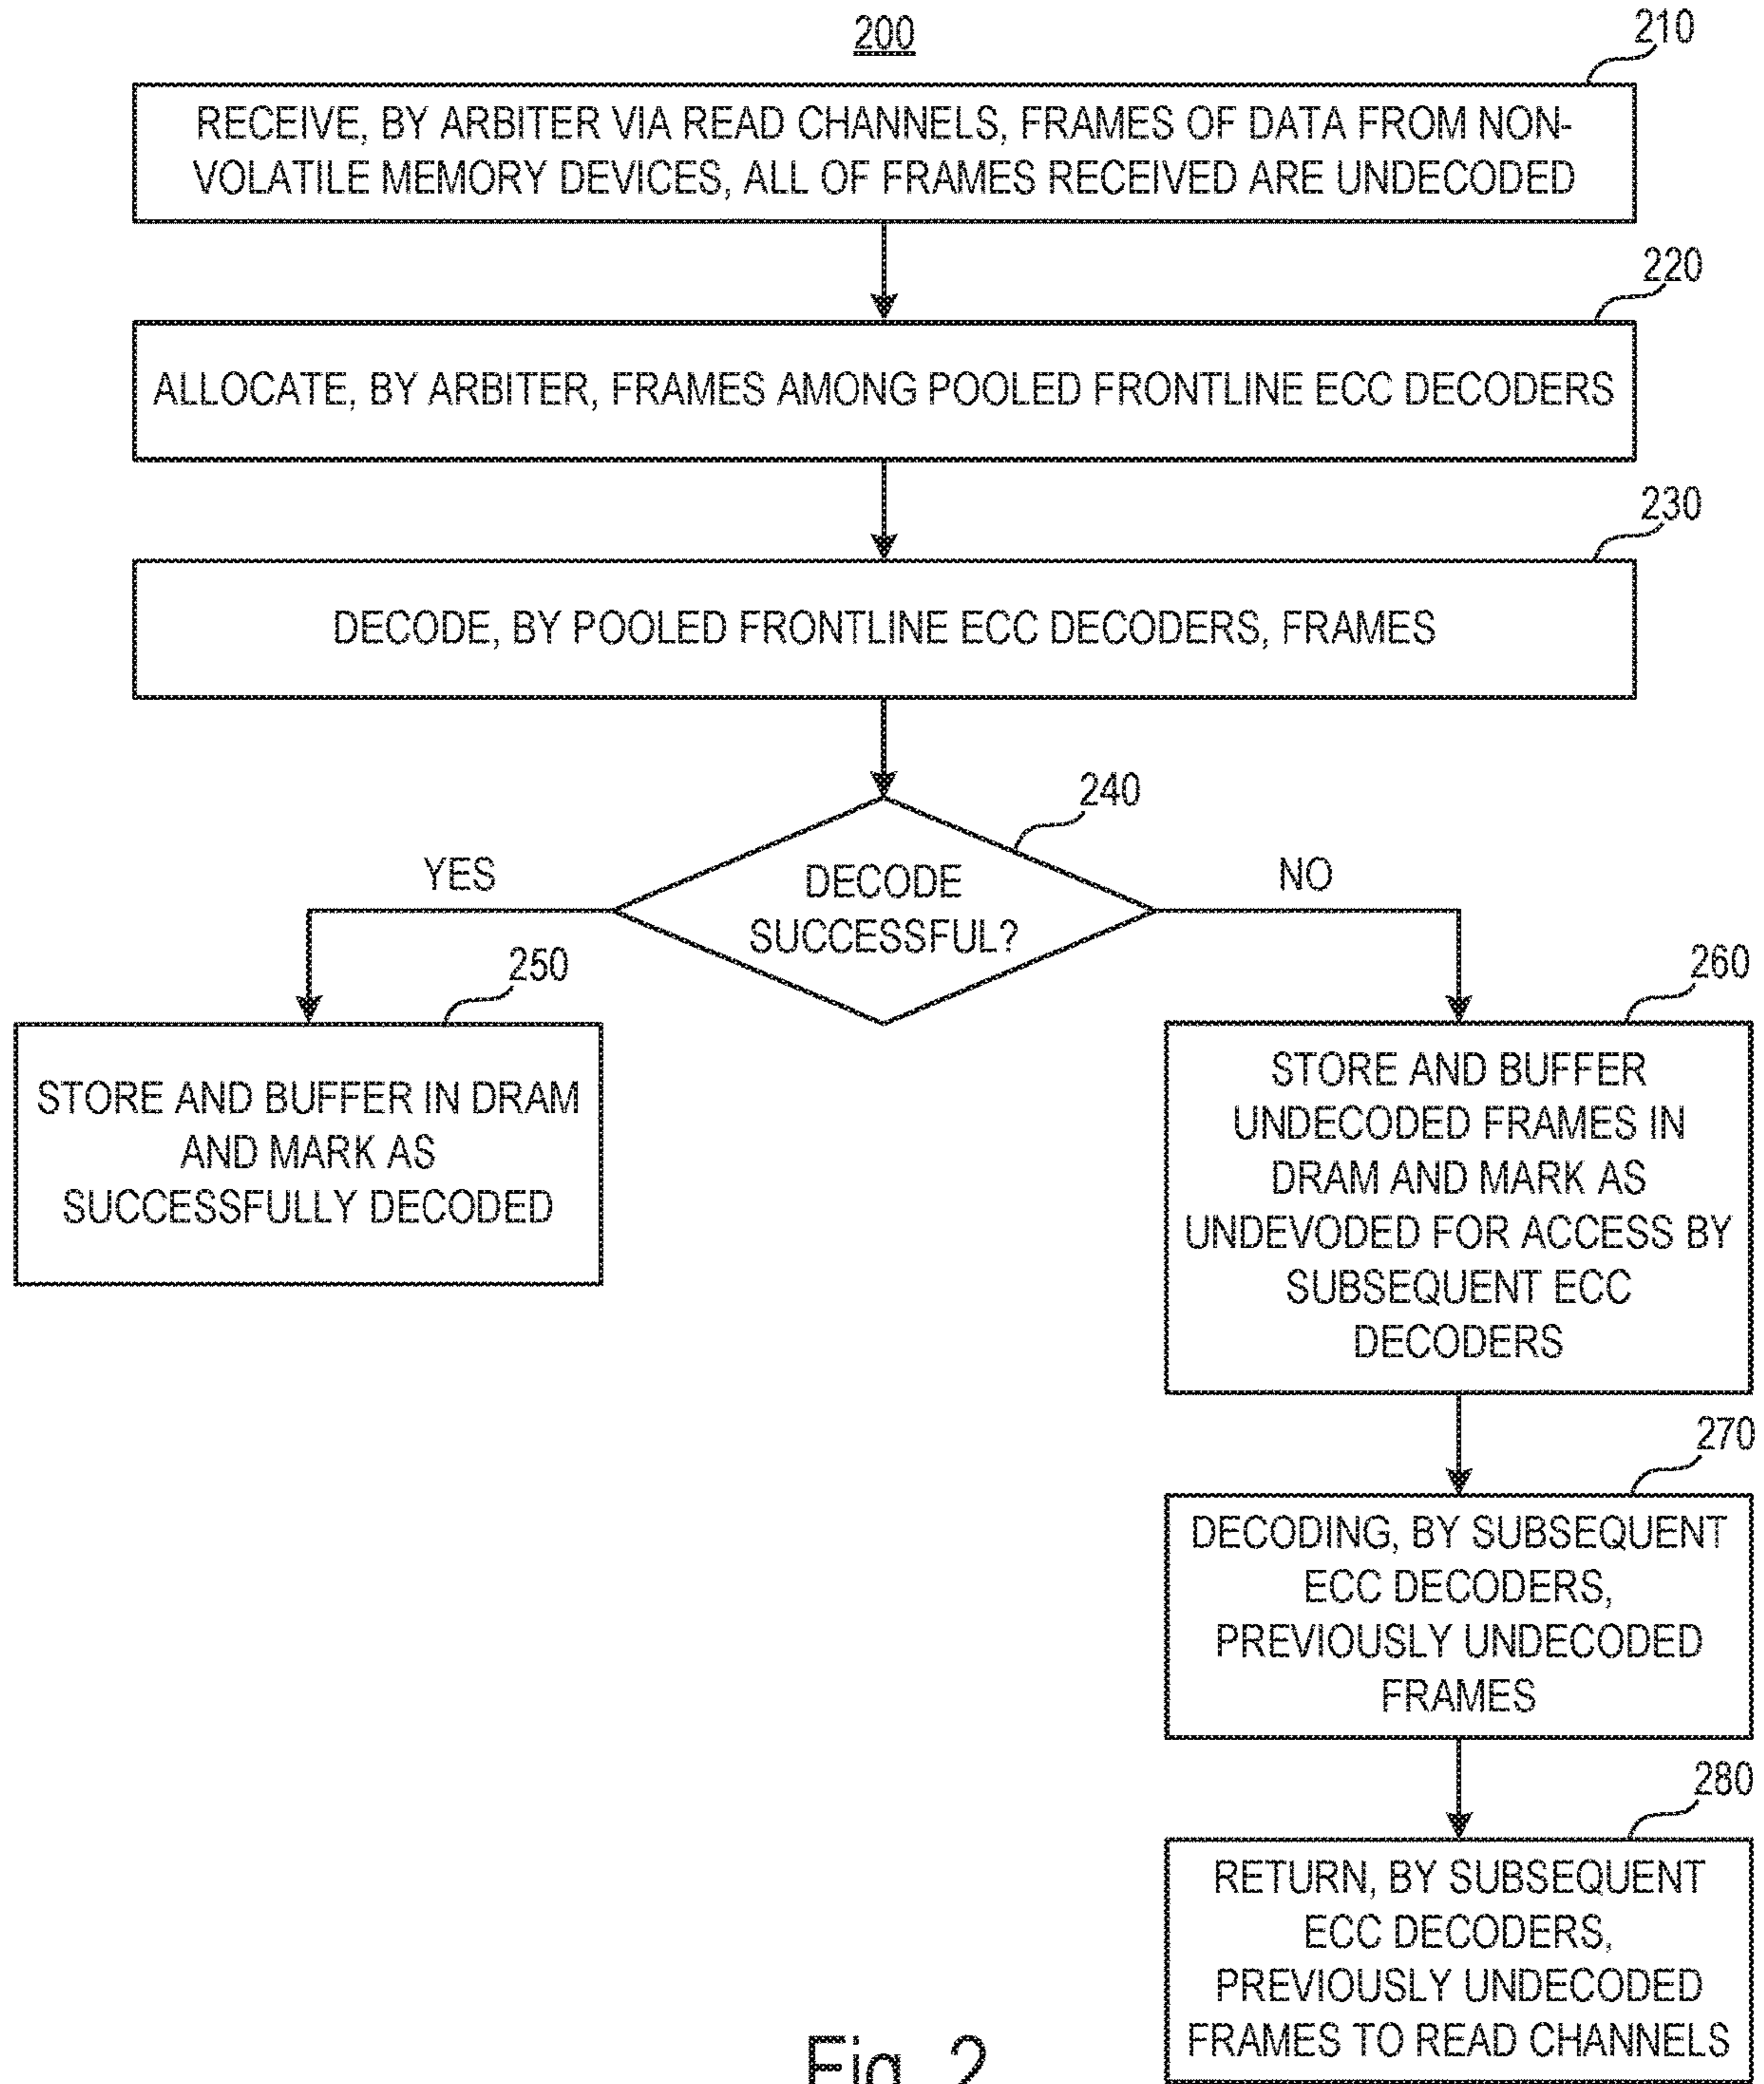 200
210
RECEIVE, BY ARBITER VIA READ CHANNELS, FRAMES OF DATA FROM NON-
VOLATILE MEMORY DEVICES, ALL OF FRAMES RECEIVED ARE UNDECODED
220
ALLOCATE, BY ARBITER, FRAMES AMONG POOLED FRONTLINE ECC DECODERS
230
DECODE, BY POOLED FRONTLINE ECC DECODERS, FRAMES
240
DECODE
SUCCESSFUL?
YES
NO
250
STORE AND BUFFER IN DRAM
AND MARK AS
SUCCESSFULLY DECODED
260
STORE AND BUFFER
UNDECODED FRAMES IN
DRAM AND MARK AS
UNDEVODED FOR ACCESS BY
SUBSEQUENT ECC
DECODERS
270
DECODING, BY SUBSEQUENT
ECC DECODERS,
PREVIOUSLY UNDECODED
FRAMES
280
RETURN, BY SUBSEQUENT
ECC DECODERS,
PREVIOUSLY UNDECODED
FRAMES TO READ CHANNELS
Fig. 2